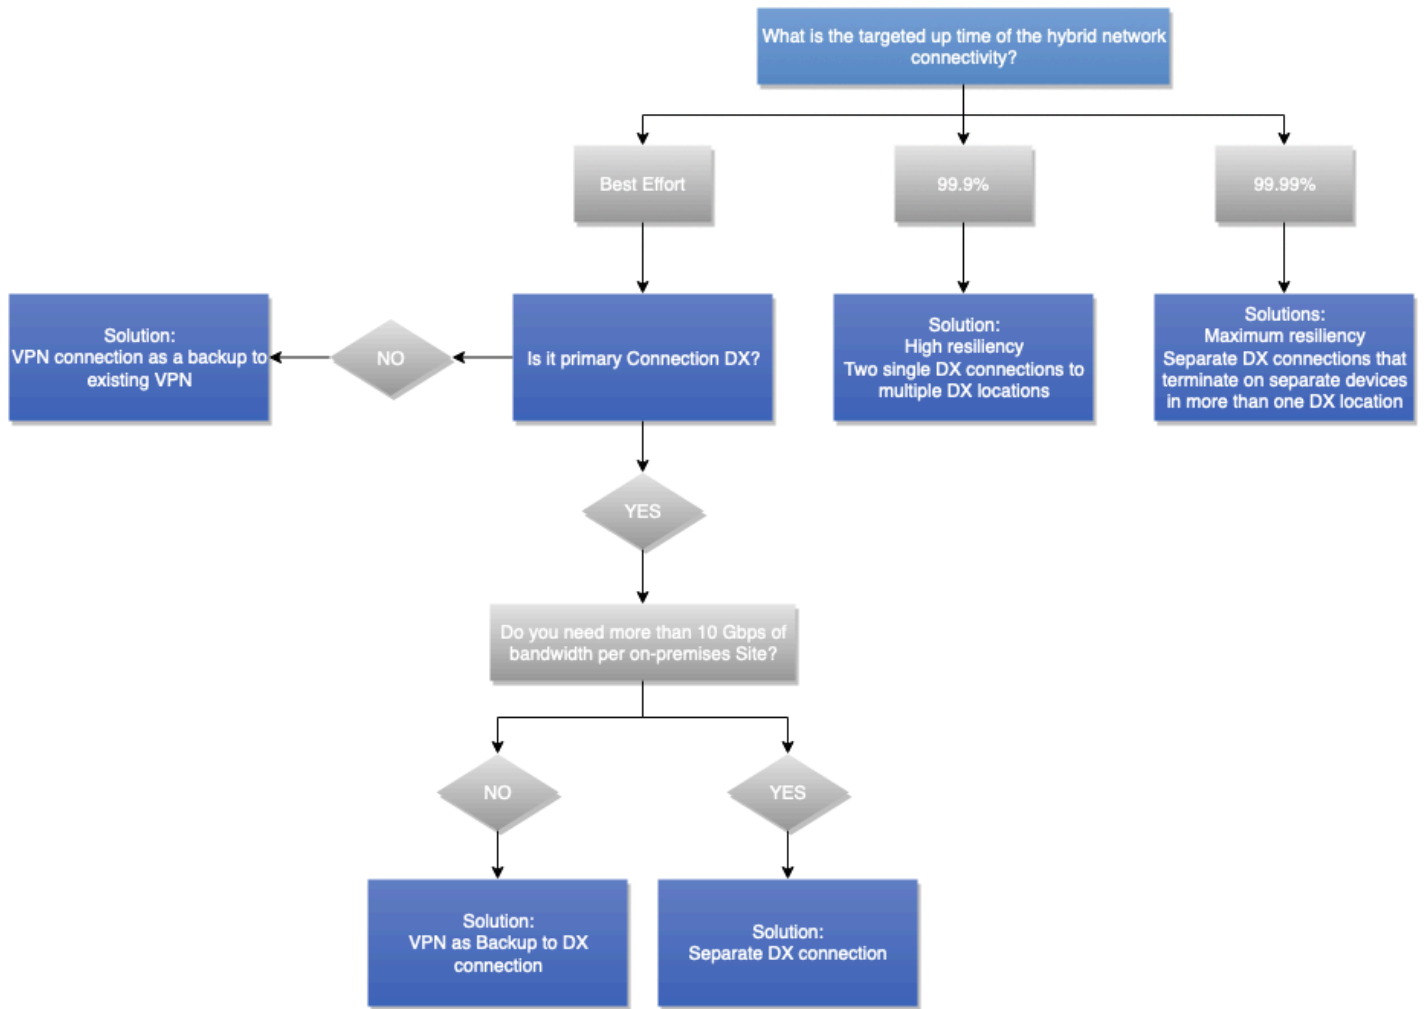 What is the targeted up time of the hybrid network
connectivity?
Best Effort
99.9%
99.99%
Solution:
VPN connection as a backup to
existing VPN
NO
Is it primary Connection DX?
Solution:
High resiliency
Two single DX connections to
multiple DX locations
Solutions:
Maximum resiliency
Separate DX connections that
terminate on separate devices
in more than one DX location
YES
Do you need more than 10 Gbps of
bandwidth per on-premises Site?
NO
YES
Solution:
VPN as Backup to DX
connection
Solution:
Separate DX connection